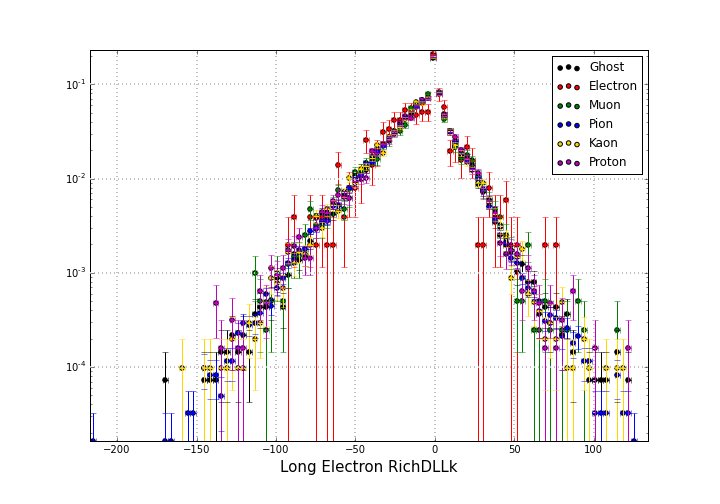 10⁻¹
10⁻²
10⁻³
10⁻⁴
Ghost
Electron
Muon
Pion
Kaon
Proton
−200 −150 −100 −50 0 50 100
Long Electron RichDLLk